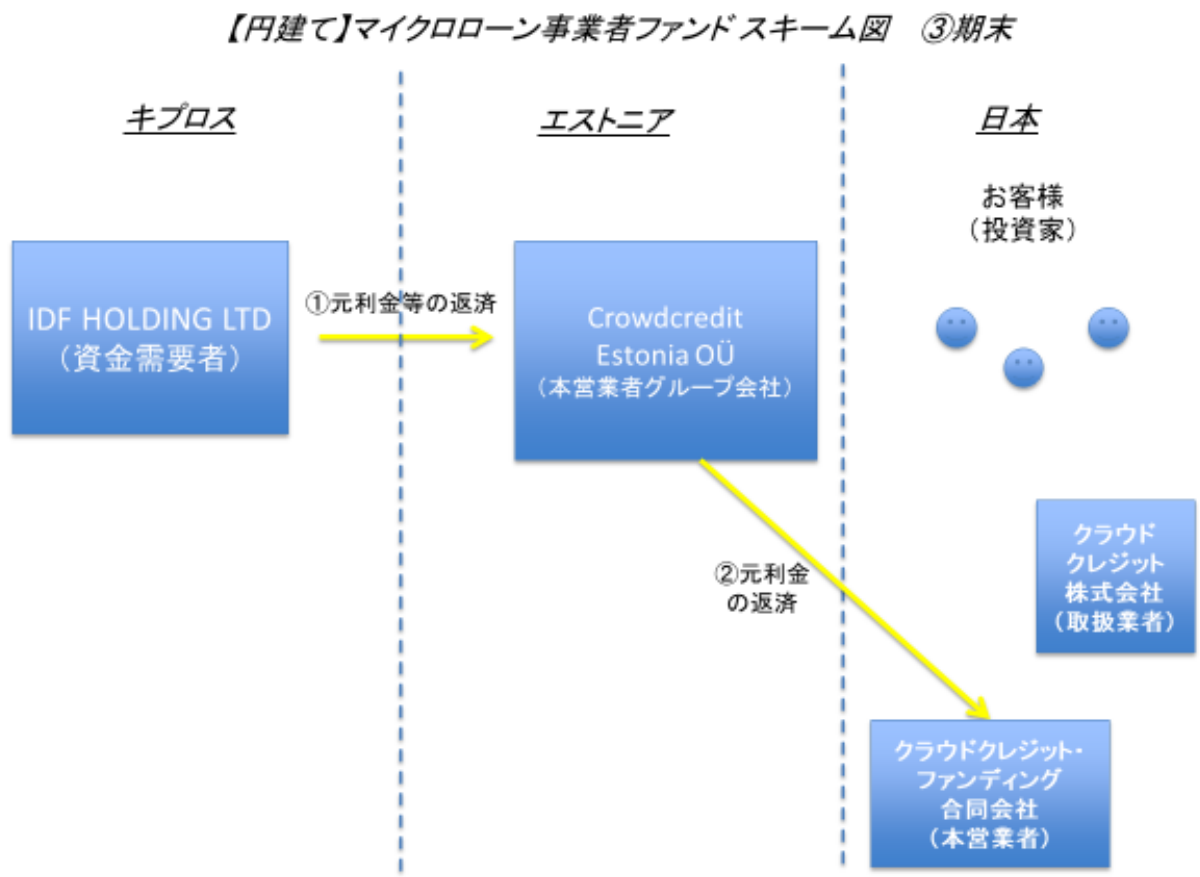 【円建て】マイクロローン事業者ファンド スキーム図　③期末
キプロス
エストニア
日本
お客様
（投資家）
IDF HOLDING LTD
（資金需要者）
①元利金等の返済
Crowdcredit
Estonia OÜ
（本営業者グループ会社）
②元利金
の返済
クラウド
クレジット
株式会社
（取扱業者）
クラウドクレジット・
ファンディング
合同会社
（本営業者）